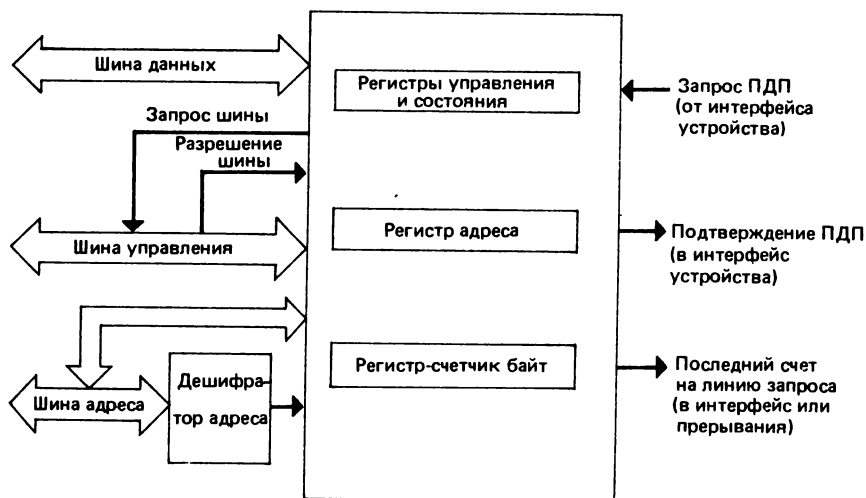 Шина данных
Запрос шины
Разрешение
шины
Шина управления
Шина адреса
Дешифра-
тор адреса
Регистры управления
и состояния
Регистр адреса
Регистр-счетчик байт
Запрос ПДП
(от интерфейса
устройства)
Подтверждение ПДП
(в интерфейс
устройства)
Последний счет
на линию запроса
(в интерфейс или
прерывания)